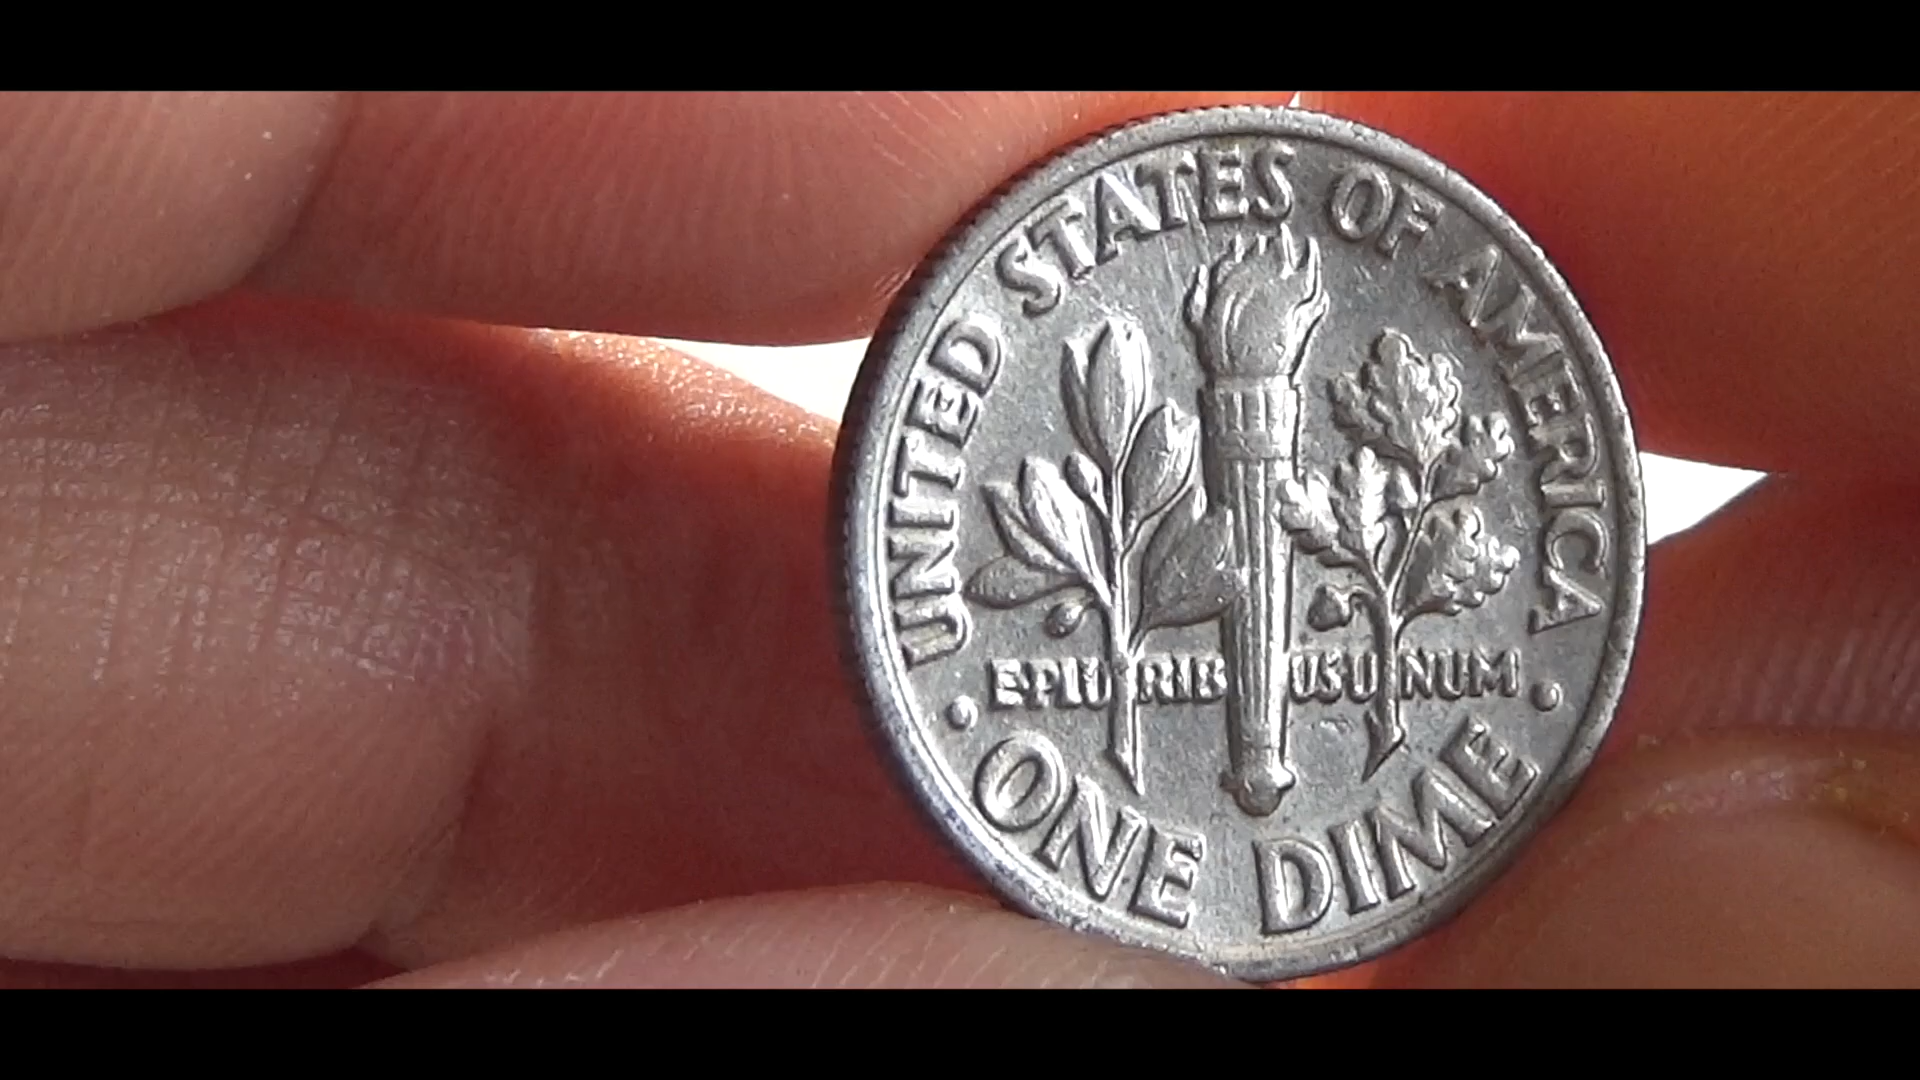 UNITED STATES OF AMERICA
E PLURIBUS UNUM
• ONE DIME •